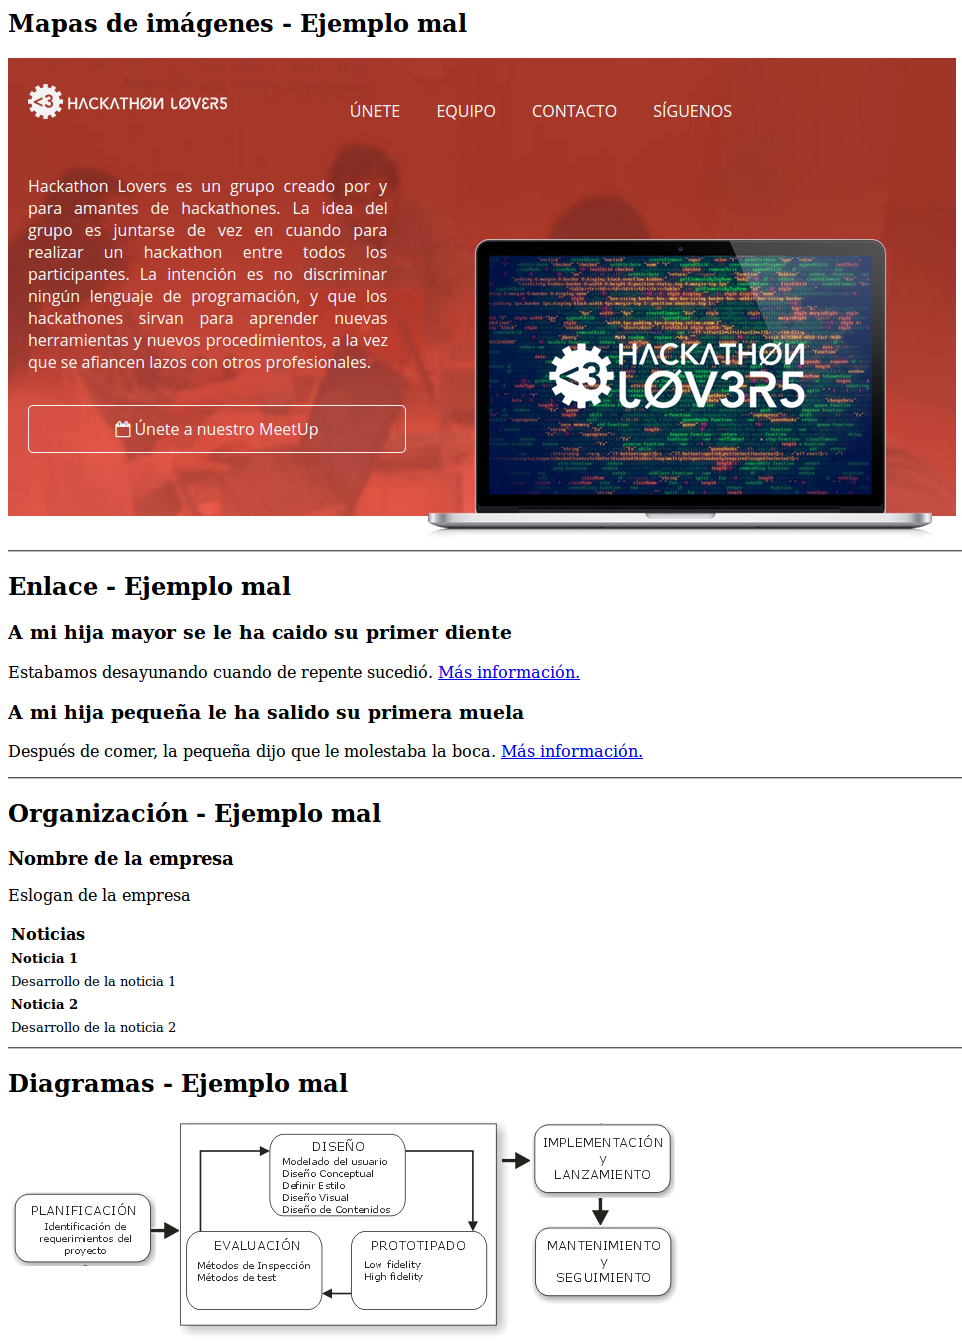 Mapas de imágenes - Ejemplo mal
<3 HACKATHØN LØVER5
ÚNETE EQUIPO CONTACTO SÍGUENOS
Hackathon Lovers es un grupo creado por y
para amantes de hackathones. La idea del
grupo es juntarse de vez en cuando para
realizar un hackathon entre todos los
participantes. La intención es no discriminar
ningún lenguaje de programación, y que los
hackathones sirvan para aprender nuevas
herramientas y nuevos procedimientos, a la vez
que se afiancen lazos con otros profesionales.
Únete a nuestro MeetUp
<3 HACKATHØN
LØV3R5
Enlace - Ejemplo mal
A mi hija mayor se le ha caido su primer diente
Estabamos desayunando cuando de repente sucedió. Más información.
A mi hija pequeña le ha salido su primera muela
Después de comer, la pequeña dijo que le molestaba la boca. Más información.
Organización - Ejemplo mal
Nombre de la empresa
Eslogan de la empresa
Noticias
Noticia 1
Desarrollo de la noticia 1
Noticia 2
Desarrollo de la noticia 2
Diagramas - Ejemplo mal
PLANIFICACIÓN
Identificación de
requerimientos del
proyecto
DISEÑO
Modelado del usuario
Diseño Conceptual
Definir Estilo
Diseño Visual
Diseño de Contenidos
EVALUACIÓN
Métodos de Inspección
Métodos de test
PROTOTIPADO
Low fidelity
High fidelity
IMPLEMENTACIÓN
y
LANZAMIENTO
MANTENIMIENTO
y
SEGUIMIENTO